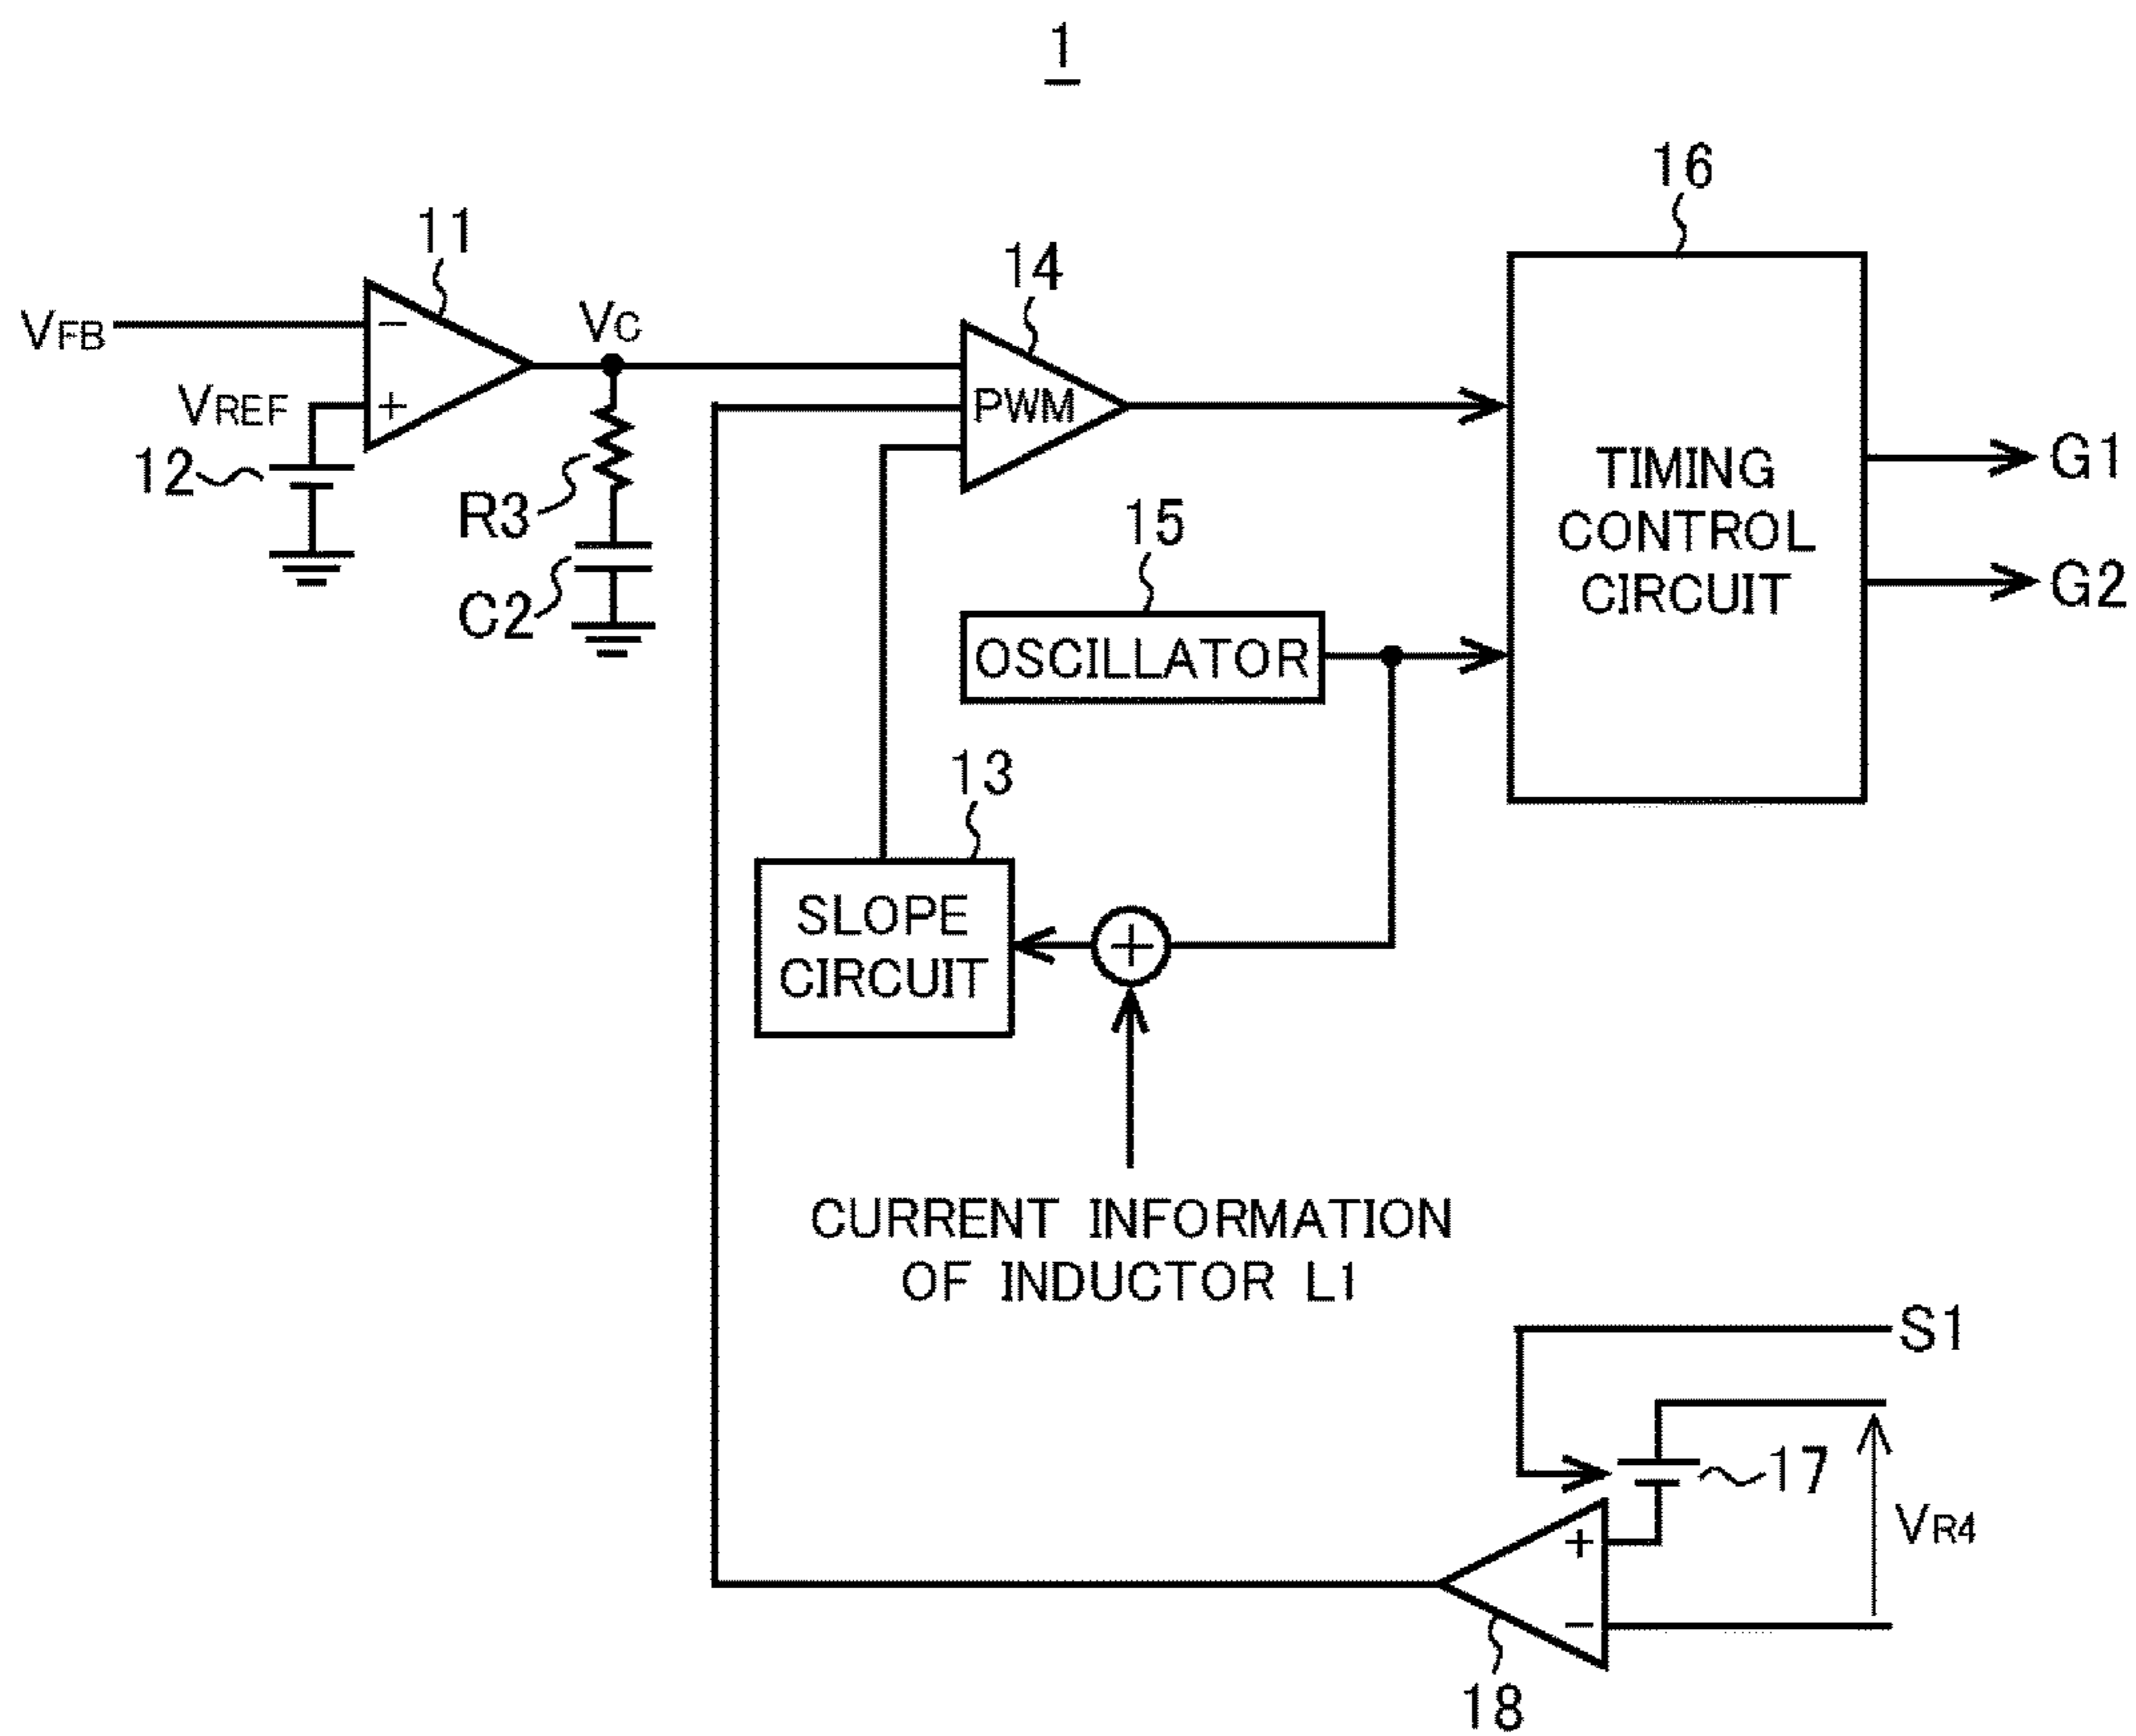 1
16
11
14
VFB
VC
−
PWM
VREF
+
12
TIMING
CONTROL
CIRCUIT
G1
G2
R3
15
C2
OSCILLATOR
13
SLOPE
CIRCUIT
+
CURRENT INFORMATION
OF INDUCTOR L1
S1
17
+
VR4
−
18